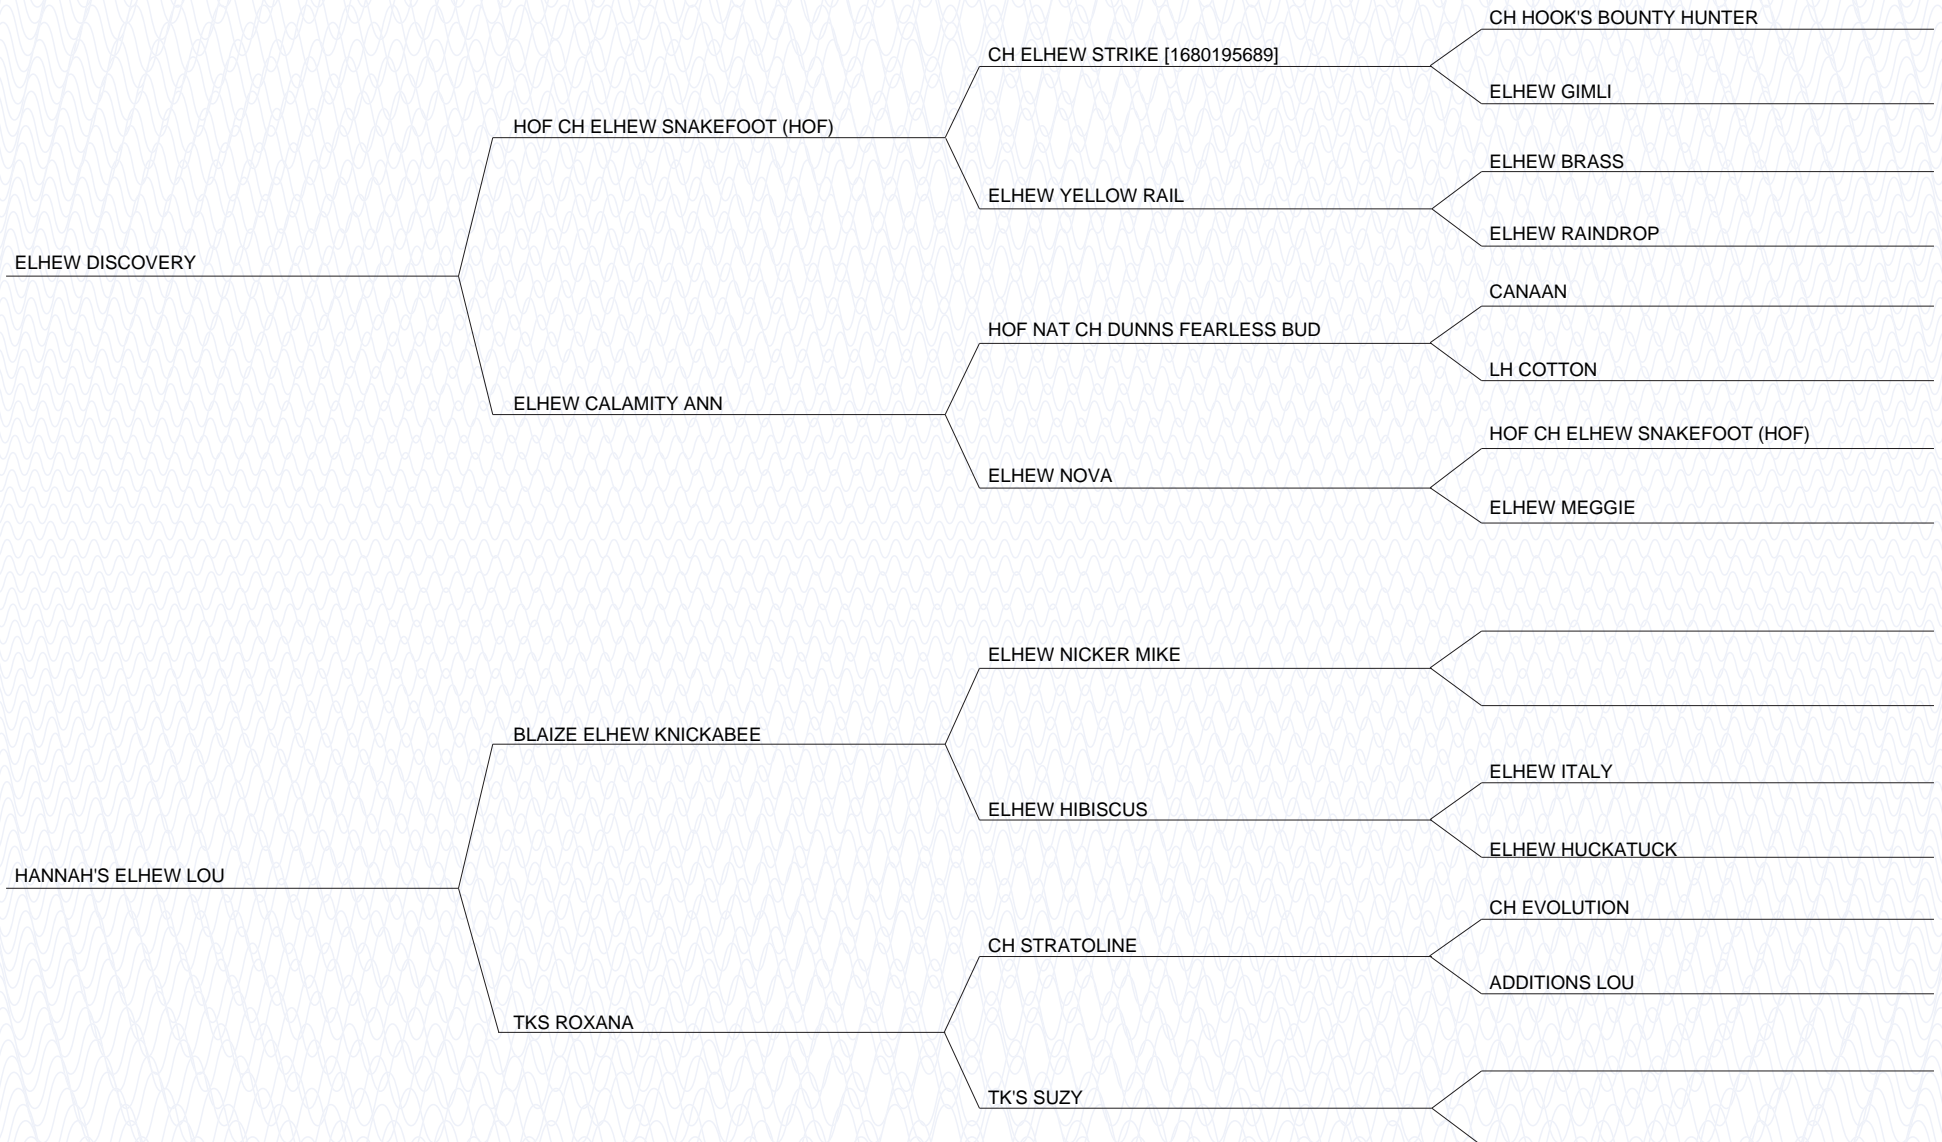 CH HOOK'S BOUNTY HUNTER
CH ELHEW STRIKE [1680195689]
ELHEW GIMLI
HOF CH ELHEW SNAKEFOOT (HOF)
ELHEW BRASS
ELHEW YELLOW RAIL
ELHEW RAINDROP
ELHEW DISCOVERY
CANAAN
HOF NAT CH DUNNS FEARLESS BUD
LH COTTON
ELHEW CALAMITY ANN
HOF CH ELHEW SNAKEFOOT (HOF)
ELHEW NOVA
ELHEW MEGGIE
ELHEW NICKER MIKE
BLAIZE ELHEW KNICKABEE
ELHEW ITALY
ELHEW HIBISCUS
ELHEW HUCKATUCK
HANNAH'S ELHEW LOU
CH EVOLUTION
CH STRATOLINE
ADDITIONS LOU
TKS ROXANA
TK'S SUZY